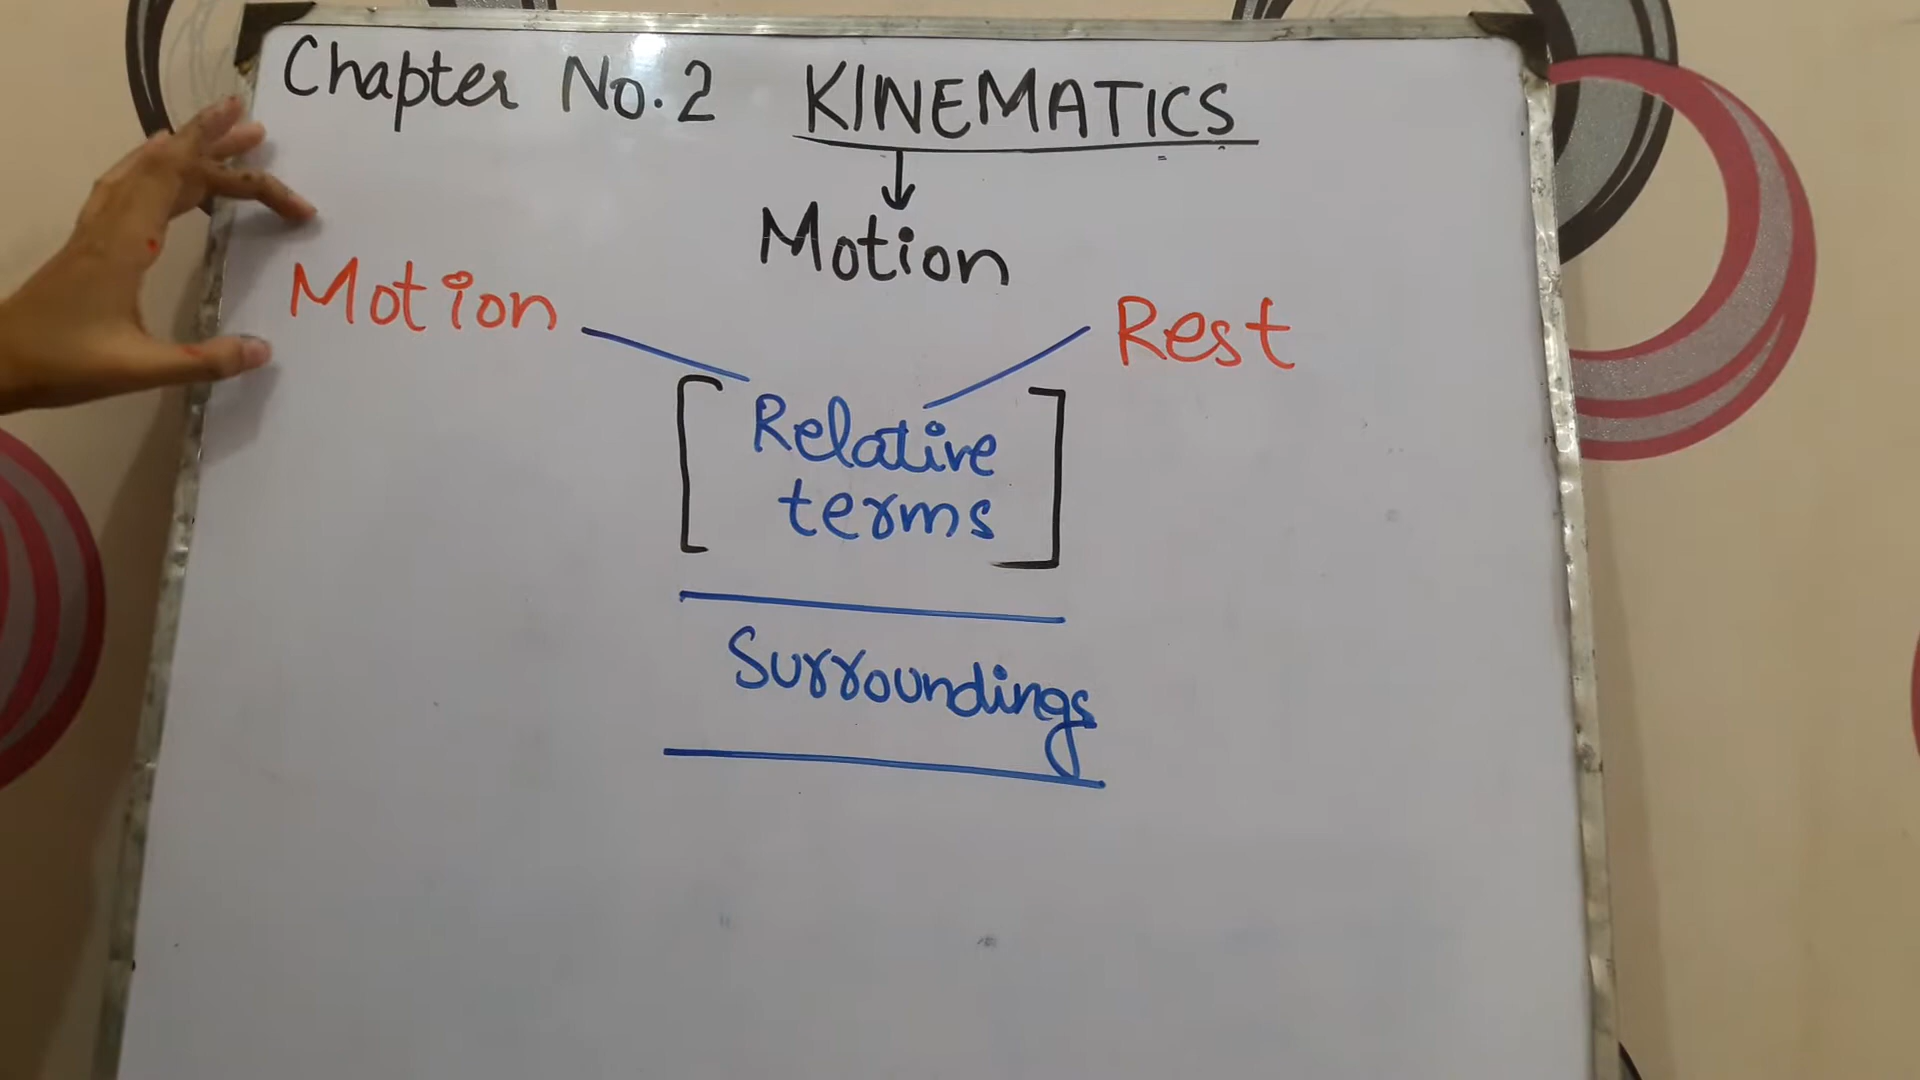 Chapter No.2 KINEMATICS
Motion
Motion
Rest
Relative
terms
Surroundings